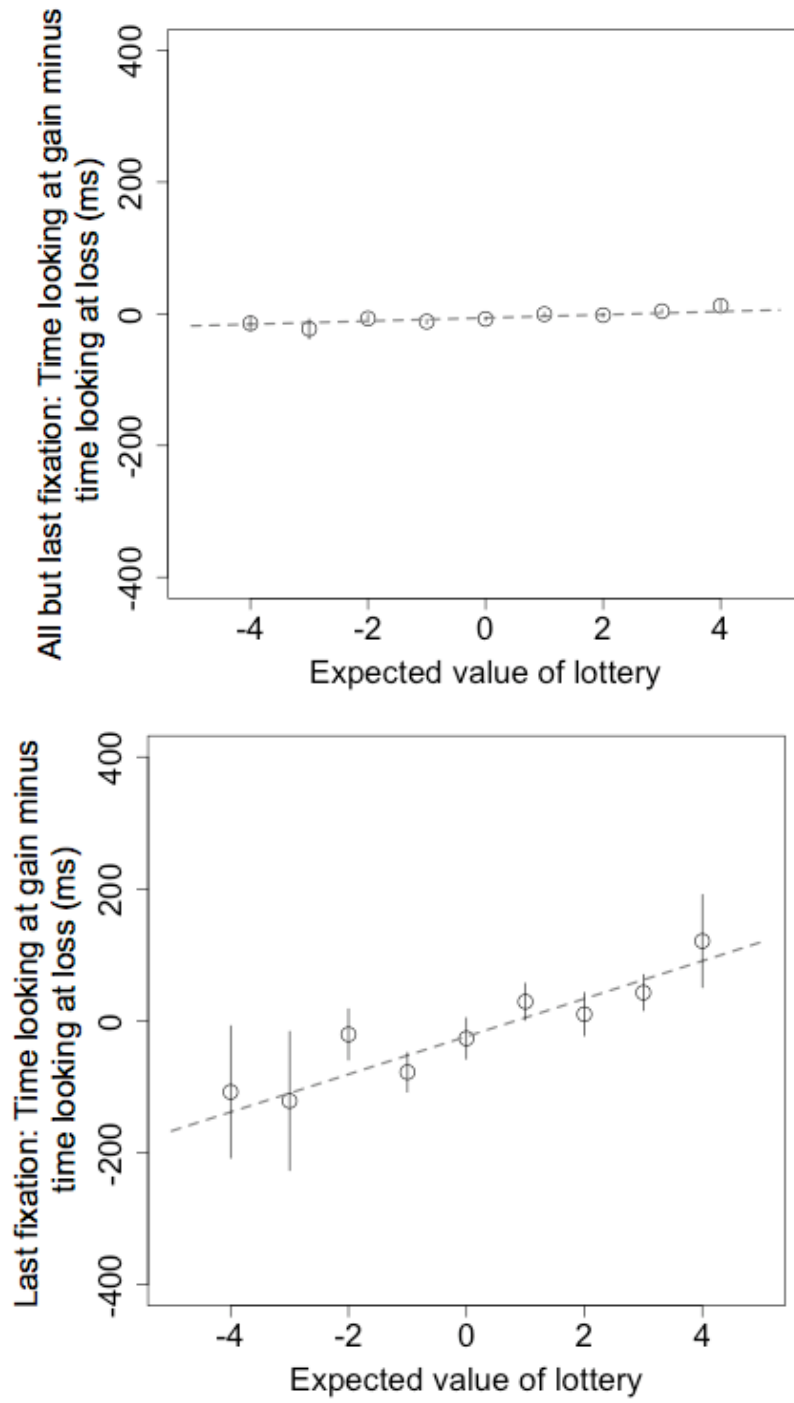 All but last fixation: Time looking at gain minus
time looking at loss (ms)
400
200
0
-200
-400
-4 -2 0 2 4
Expected value of lottery
Last fixation: Time looking at gain minus
time looking at loss (ms)
400
200
0
-200
-400
-4 -2 0 2 4
Expected value of lottery